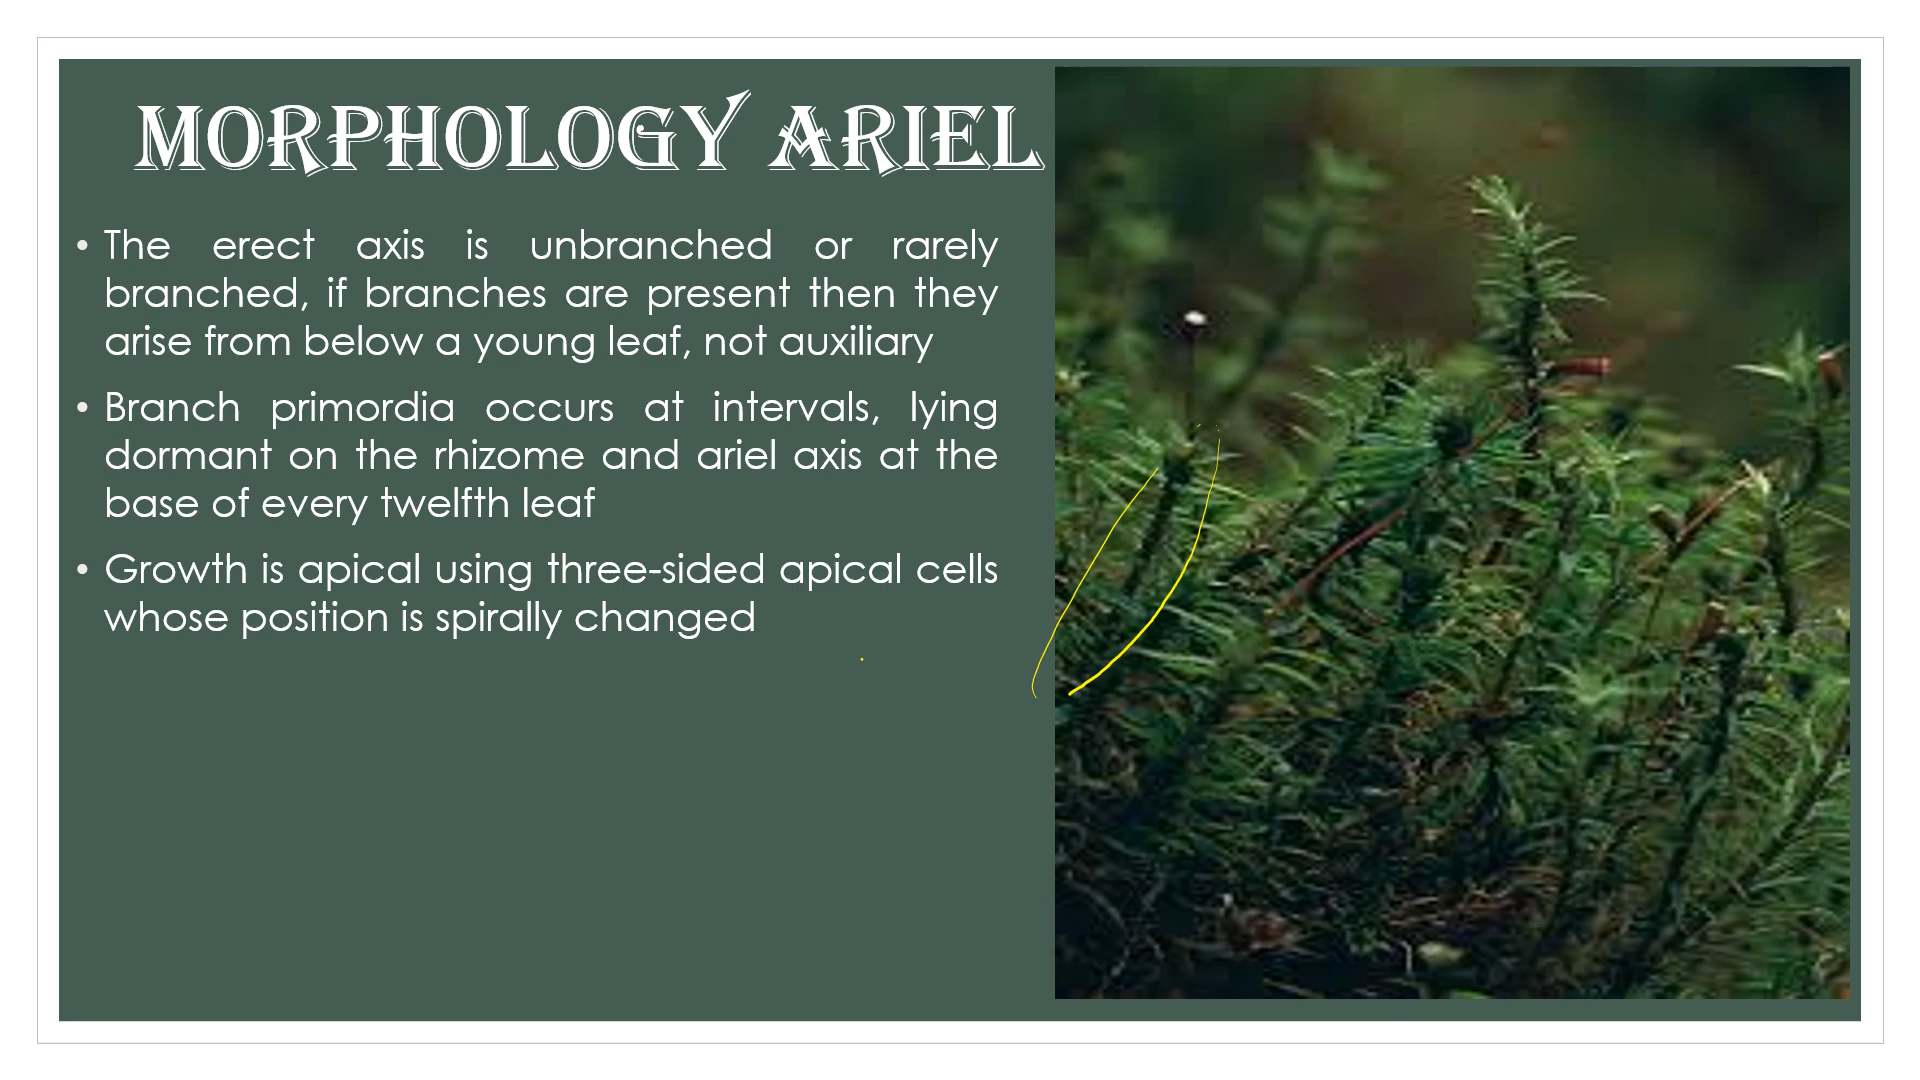 MORPHOLOGY ARIEL
• The erect axis is unbranched or rarely
branched, if branches are present then they
arise from below a young leaf, not auxiliary
• Branch primordia occurs at intervals, lying
dormant on the rhizome and ariel axis at the
base of every twelfth leaf
• Growth is apical using three-sided apical cells
whose position is spirally changed